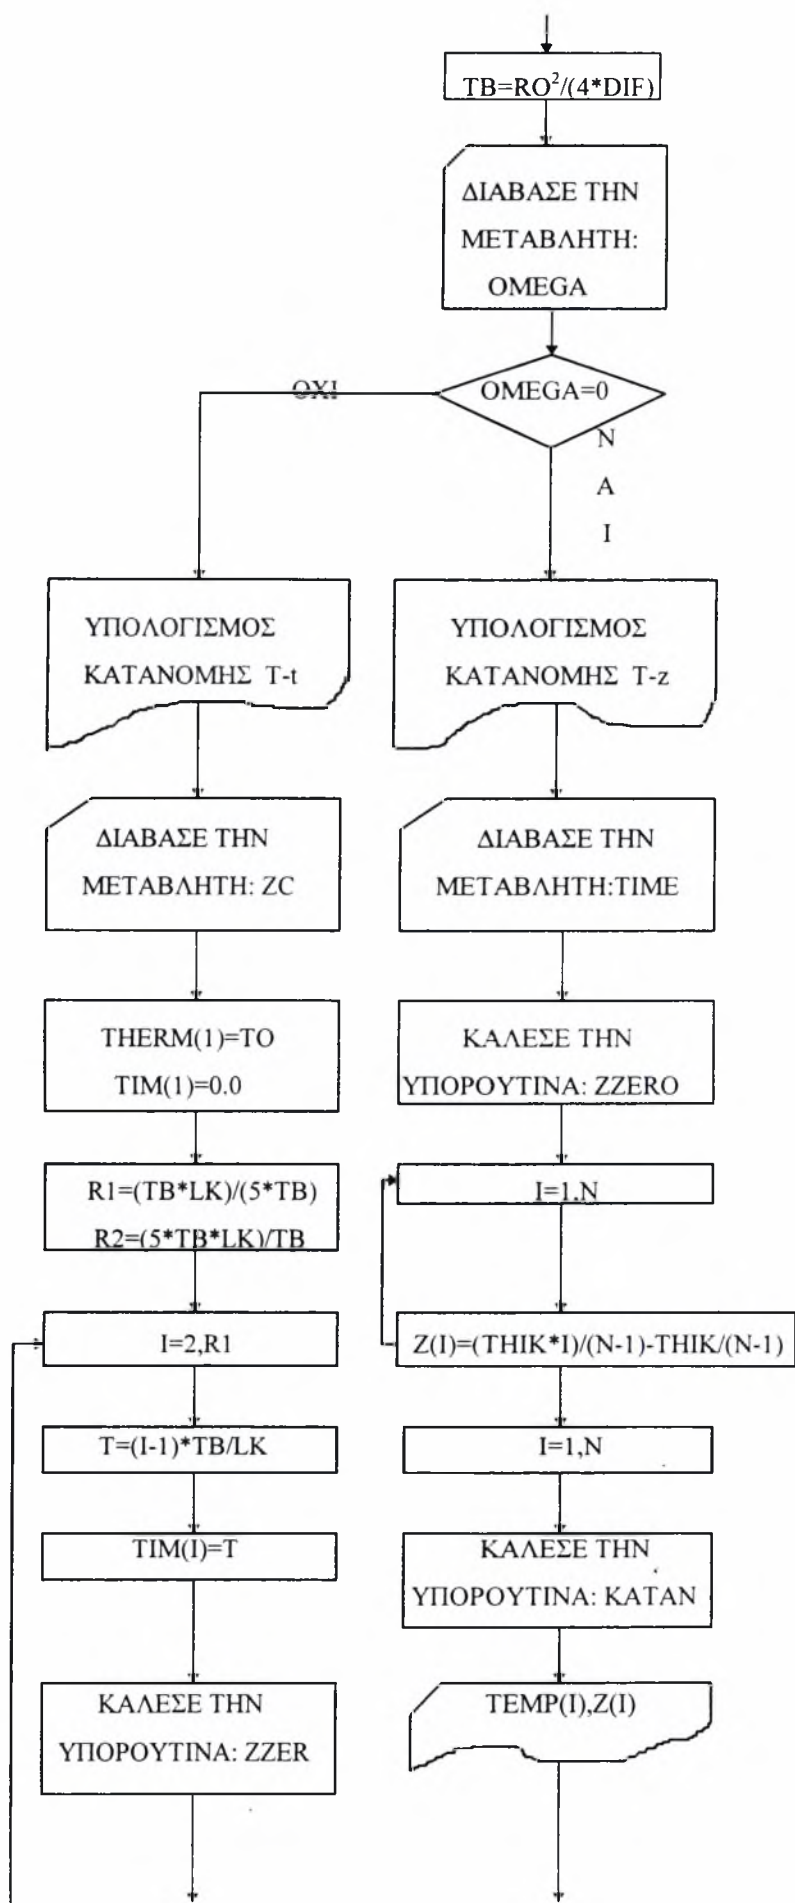 TB=RO²/(4*DIF)
ΔΙΑΒΑΣΕ ΤΗΝ
ΜΕΤΑΒΛΗΤΗ:
OMEGA
OMEGA=0
ΟΧΙ
Ν
Α
Ι
ΥΠΟΛΟΓΙΣΜΟΣ
ΚΑΤΑΝΟΜΗΣ T-t
ΔΙΑΒΑΣΕ ΤΗΝ
ΜΕΤΑΒΛΗΤΗ: ZC
THERM(1)=TO
TIM(1)=0.0
R1=(TB*LK)/(5*TB)
R2=(5*TB*LK)/TB
I=2,R1
T=(I-1)*TB/LK
TIM(I)=T
ΚΑΛΕΣΕ ΤΗΝ
ΥΠΟΡΟΥΤΙΝΑ: ZZER
ΥΠΟΛΟΓΙΣΜΟΣ
ΚΑΤΑΝΟΜΗΣ T-z
ΔΙΑΒΑΣΕ ΤΗΝ
ΜΕΤΑΒΛΗΤΗ:TIME
ΚΑΛΕΣΕ ΤΗΝ
ΥΠΟΡΟΥΤΙΝΑ: ZZERO
I=1,N
Z(I)=(THIK*I)/(N-1)-THIK/(N-1)
I=1,N
ΚΑΛΕΣΕ ΤΗΝ
ΥΠΟΡΟΥΤΙΝΑ: KATAN
TEMP(I),Z(I)